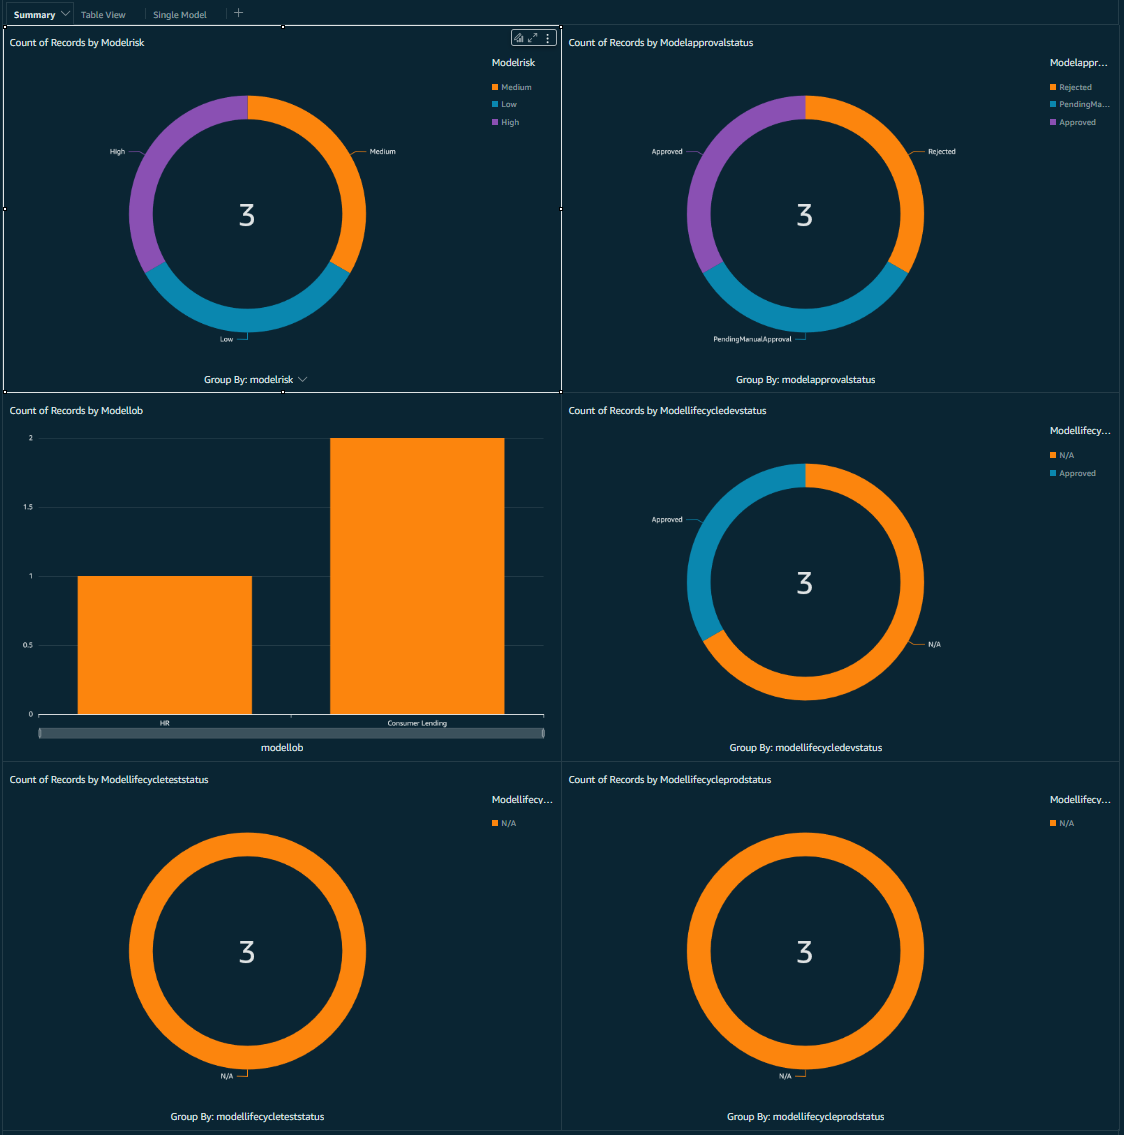 Summary
Table View
Single Model
Count of Records by Modelrisk
Modelrisk
Medium
Low
High
High
Medium
3
Low
Group By: modelrisk
Count of Records by Modelapprovalstatus
Modelappr...
Rejected
PendingMa...
Approved
Approved
Rejected
3
PendingManualApproval
Group By: modelapprovalstatus
Count of Records by Modellob
2
1.5
1
0.5
0
HR
Consumer Lending
modellob
Count of Records by Modellifecycledevstatus
Modellifecy...
N/A
Approved
Approved
3
N/A
Group By: modellifecycledevstatus
Count of Records by Modellifecycleteststatus
Modellifecy...
N/A
3
N/A
Group By: modellifecycleteststatus
Count of Records by Modellifecycleprodstatus
Modellifecy...
N/A
3
N/A
Group By: modellifecycleprodstatus